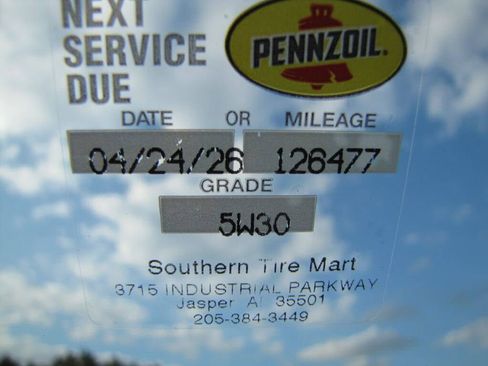 NEXT
SERVICE
DUE
PENNZOIL.
DATE OR MILEAGE
04/24/26 126477
GRADE
5W30
Southern Tire Mart
3715 INDUSTRIAL PARKWAY
Jasper Al 35501
205-384-3449